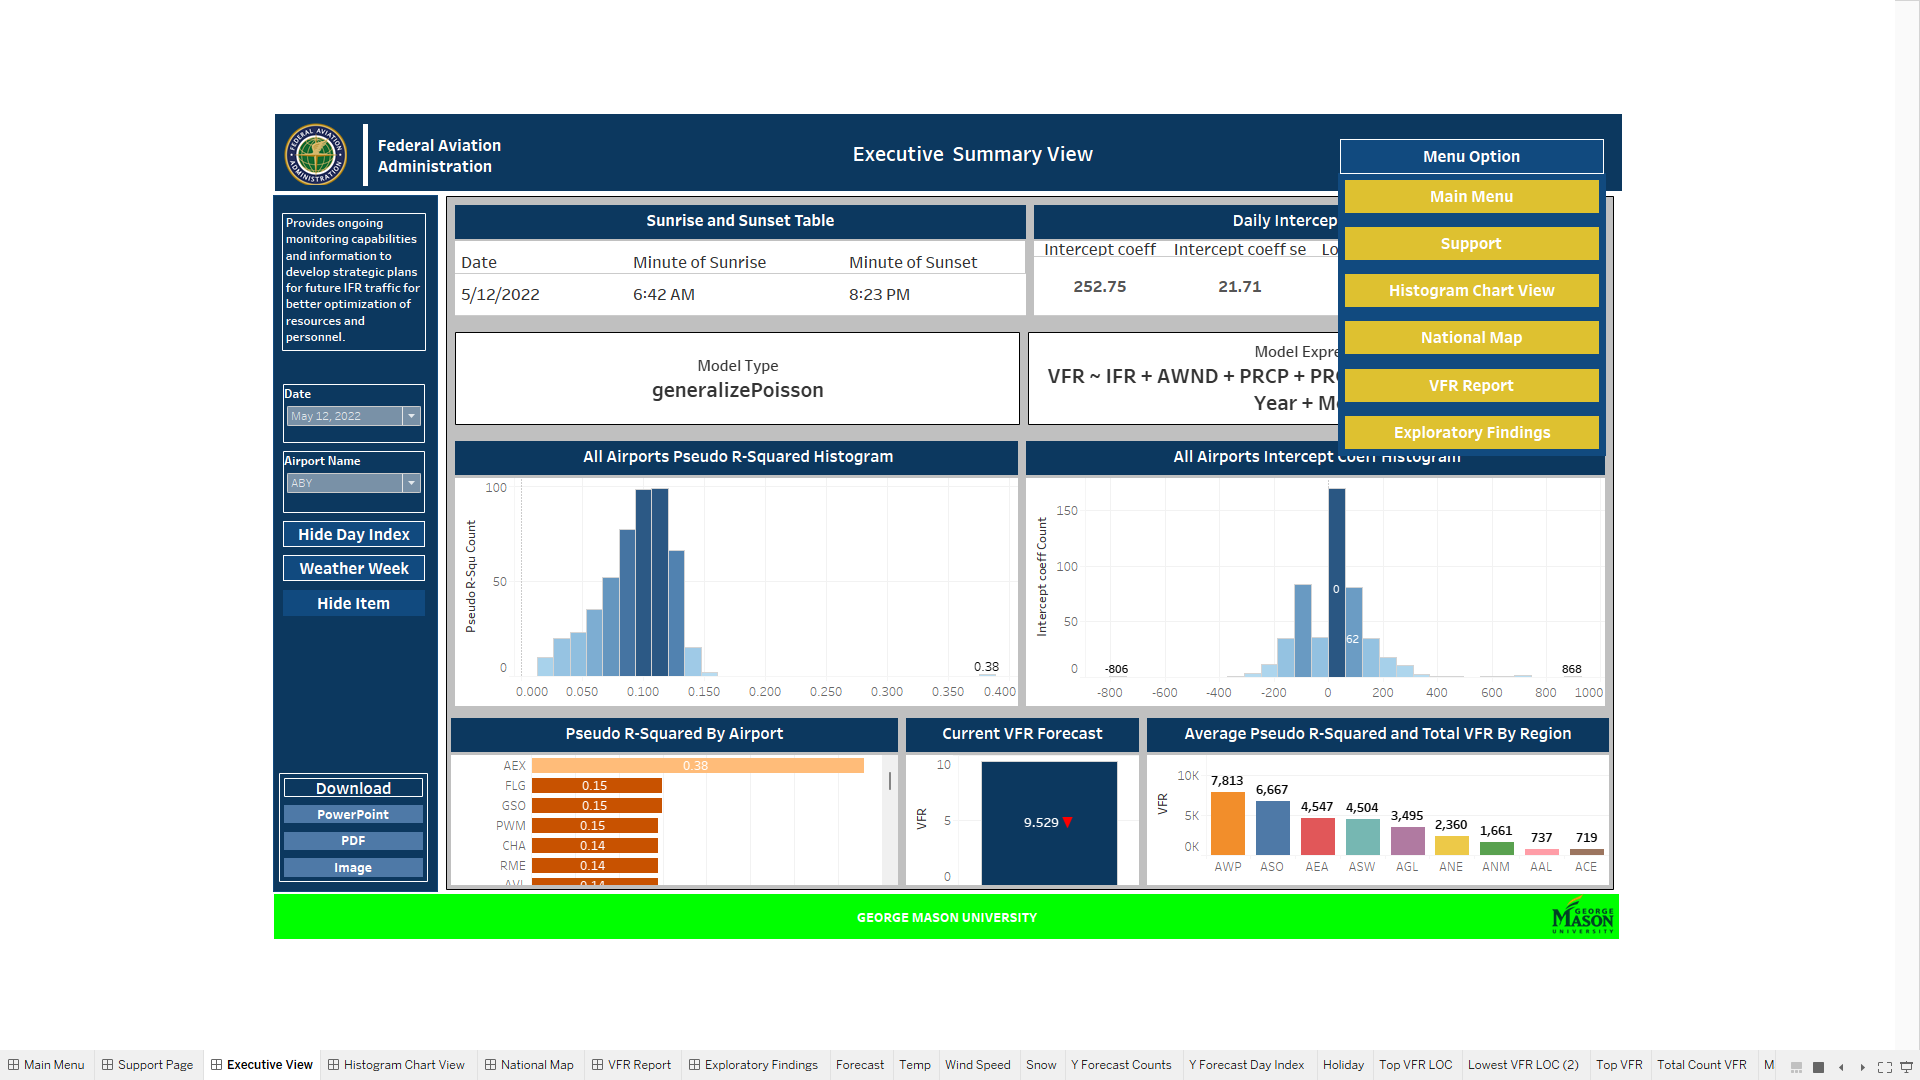 Federal Aviation
Administration
Executive  Summary View
Menu Option
Main Menu
Support
Histogram Chart View
National Map
VFR Report
Exploratory Findings
Provides ongoing
monitoring capabilities
and information to
develop strategic plans
for future IFR traffic for
better optimization of
resources and
personnel.
Date
May 12, 2022
Airport Name
ABY
Hide Day Index
Weather Week
Hide Item
Download
PowerPoint
PDF
Image
Sunrise and Sunset Table
Date Minute of Sunrise Minute of Sunset
5/12/2022 6:42 AM 8:23 PM
Daily Intercep
Intercept coeff Intercept coeff se Lo
252.75 21.71
Model Type
generalizePoisson
Model Expre
VFR ~ IFR + AWND + PRCP + PR
Year + M
All Airports Pseudo R-Squared Histogram
Pseudo R-Squ Count
100
50
0
0.38
0.000 0.050 0.100 0.150 0.200 0.250 0.300 0.350 0.400
All Airports Intercept Coeff Histogram
Intercept coeff Count
150
100
50
0
0
62
-806
868
-800 -600 -400 -200 0 200 400 600 800 1000
Pseudo R-Squared By Airport
AEX 0.38
FLG 0.15
GSO 0.15
PWM 0.15
CHA 0.14
RME 0.14
AVL 0.14
Current VFR Forecast
VFR
10
5
0
9.529
Average Pseudo R-Squared and Total VFR By Region
VFR
10K
5K
0K
7,813 6,667 4,547 4,504 3,495 2,360 1,661 737 719
AWP ASO AEA ASW AGL ANE ANM AAL ACE
GEORGE MASON UNIVERSITY
GEORGE
MASON
UNIVERSITY
Main Menu Support Page Executive View Histogram Chart View National Map VFR Report Exploratory Findings Forecast Temp Wind Speed Snow Y Forecast Counts Y Forecast Day Index Holiday Top VFR LOC Lowest VFR LOC (2) Top VFR Total Count VFR M